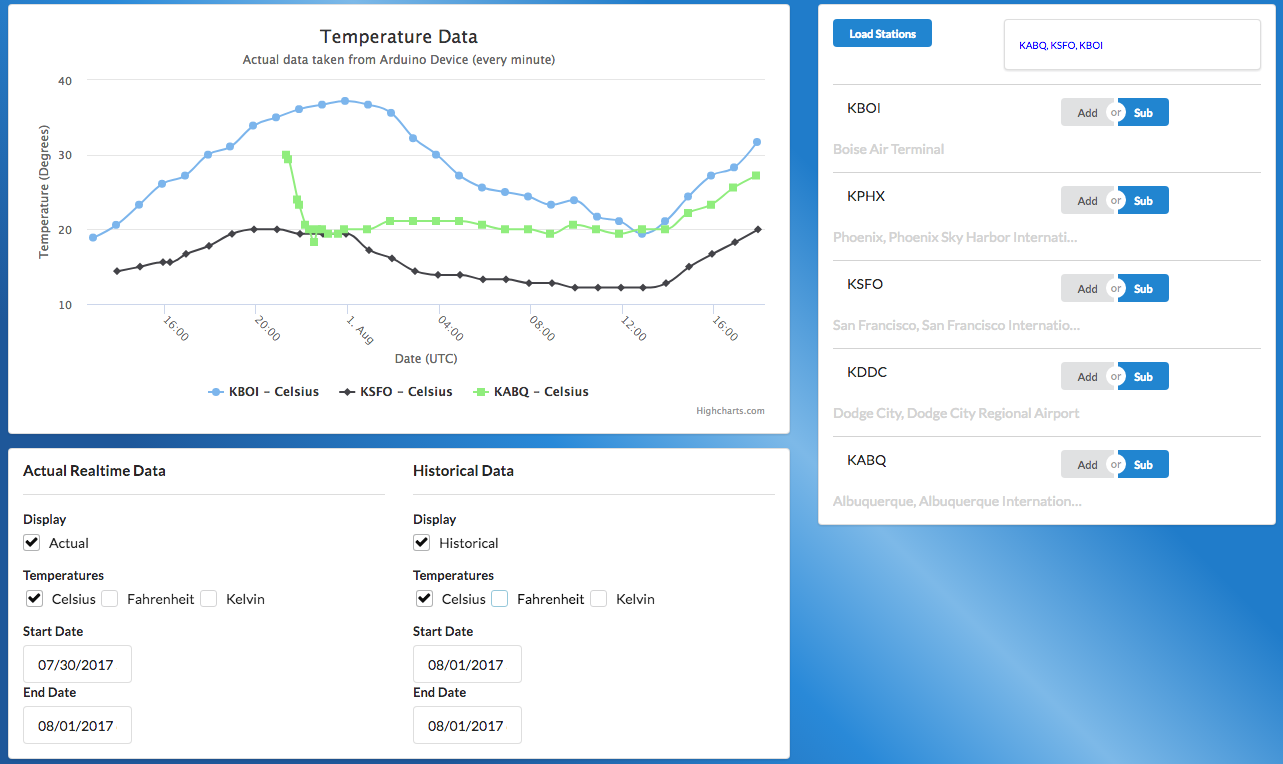 Temperature Data
Actual data taken from Arduino Device (every minute)
Temperature (Degrees)
40
30
20
10
16:00
20:00
1. Aug
04:00
08:00
12:00
16:00
Date (UTC)
KBOI – Celsius
KSFO – Celsius
KABQ – Celsius
Highcharts.com
Actual Realtime Data
Display
Actual
Temperatures
Celsius Fahrenheit Kelvin
Start Date
07/30/2017
End Date
08/01/2017
Historical Data
Display
Historical
Temperatures
Celsius Fahrenheit Kelvin
Start Date
08/01/2017
End Date
08/01/2017
Load Stations
KABQ, KSFO, KBOI
KBOI
Add or Sub
Boise Air Terminal
KPHX
Add or Sub
Phoenix, Phoenix Sky Harbor Internati...
KSFO
Add or Sub
San Francisco, San Francisco Internatio...
KDDC
Add or Sub
Dodge City, Dodge City Regional Airport
KABQ
Add or Sub
Albuquerque, Albuquerque Internation...